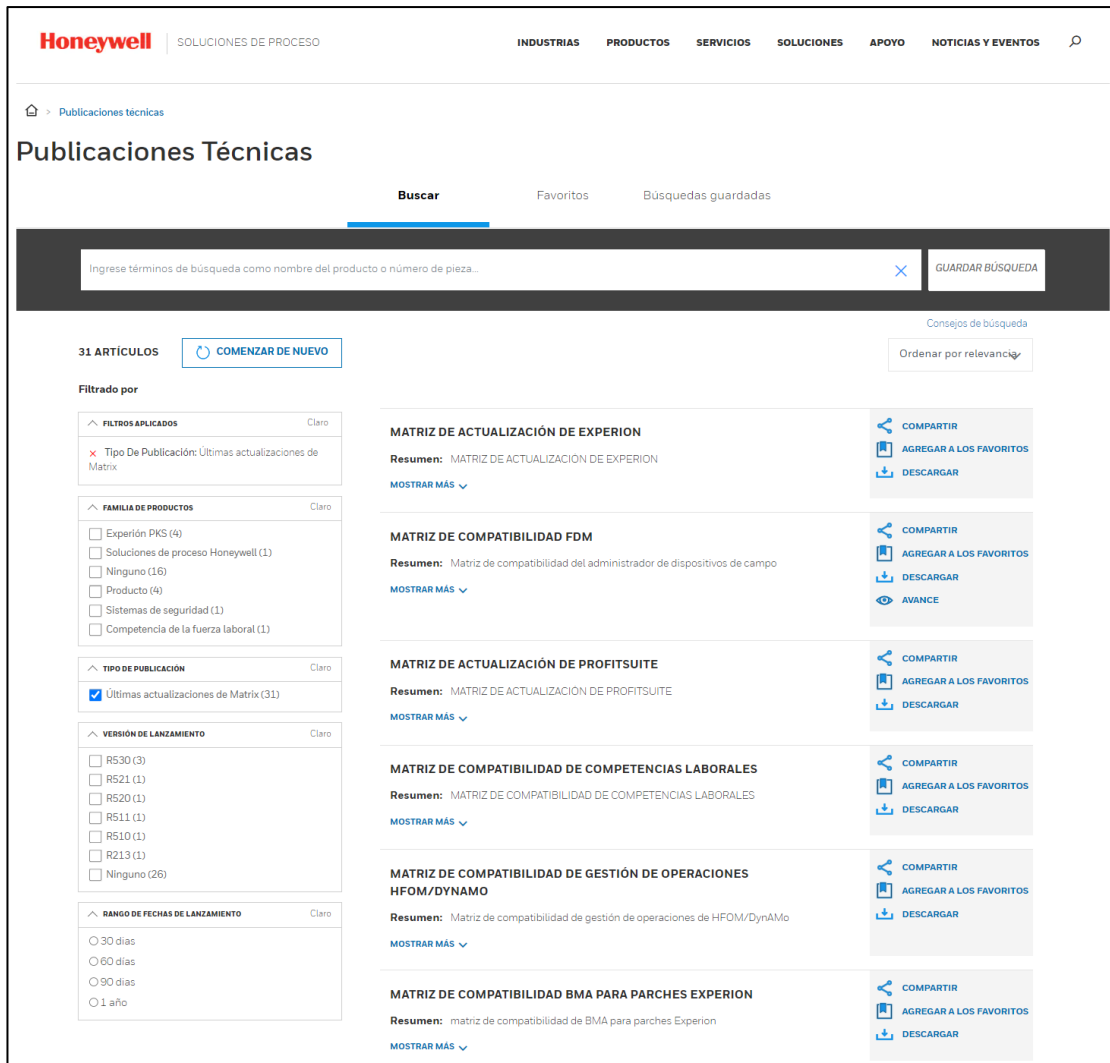 Honeywell SOLUCIONES DE PROCESO INDUSTRIAS PRODUCTOS SERVICIOS SOLUCIONES APOYO NOTICIAS Y EVENTOS
> Publicaciones técnicas
Publicaciones Técnicas
Buscar Favoritos Búsquedas guardadas
Ingrese términos de búsqueda como nombre del producto o número de pieza... GUARDAR BÚSQUEDA
Consejos de búsqueda
31 ARTÍCULOS COMENZAR DE NUEVO Ordenar por relevancia
Filtrado por
FILTROS APLICADOS Claro
× Tipo De Publicación: Últimas actualizaciones de
Matrix
FAMILIA DE PRODUCTOS Claro
Experión PKS (4)
Soluciones de proceso Honeywell (1)
Ninguno (16)
Producto (4)
Sistemas de seguridad (1)
Competencia de la fuerza laboral (1)
TIPO DE PUBLICACIÓN Claro
Últimas actualizaciones de Matrix (31)
VERSIÓN DE LANZAMIENTO Claro
R530 (3)
R521 (1)
R520 (1)
R511 (1)
R510 (1)
R213 (1)
Ninguno (26)
RANGO DE FECHAS DE LANZAMIENTO Claro
30 dias
60 días
90 dias
1 año
MATRIZ DE ACTUALIZACIÓN DE EXPERION
Resumen: MATRIZ DE ACTUALIZACIÓN DE EXPERION
MOSTRAR MÁS
COMPARTIR
AGREGAR A LOS FAVORITOS
DESCARGAR
MATRIZ DE COMPATIBILIDAD FDM
Resumen: Matriz de compatibilidad del administrador de dispositivos de campo
MOSTRAR MÁS
COMPARTIR
AGREGAR A LOS FAVORITOS
DESCARGAR
AVANCE
MATRIZ DE ACTUALIZACIÓN DE PROFITSUITE
Resumen: MATRIZ DE ACTUALIZACIÓN DE PROFITSUITE
MOSTRAR MÁS
COMPARTIR
AGREGAR A LOS FAVORITOS
DESCARGAR
MATRIZ DE COMPATIBILIDAD DE COMPETENCIAS LABORALES
Resumen: MATRIZ DE COMPATIBILIDAD DE COMPETENCIAS LABORALES
MOSTRAR MÁS
COMPARTIR
AGREGAR A LOS FAVORITOS
DESCARGAR
MATRIZ DE COMPATIBILIDAD DE GESTIÓN DE OPERACIONES
HFOM/DYNAMO
Resumen: Matriz de compatibilidad de gestión de operaciones de HFOM/DynAMo
MOSTRAR MÁS
COMPARTIR
AGREGAR A LOS FAVORITOS
DESCARGAR
MATRIZ DE COMPATIBILIDAD BMA PARA PARCHES EXPERION
Resumen: matriz de compatibilidad de BMA para parches Experion
MOSTRAR MÁS
COMPARTIR
AGREGAR A LOS FAVORITOS
DESCARGAR